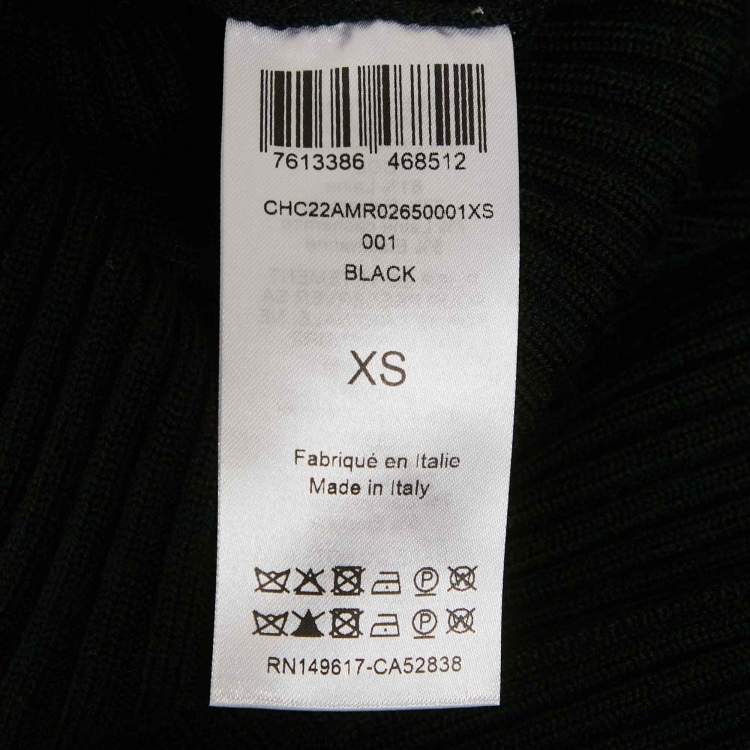 7613386 468512
CHC22AMR02650001XS
001
BLACK
XS
Fabriqué en Italie
Made in Italy
P
W
P
W
RN149617-CA52838